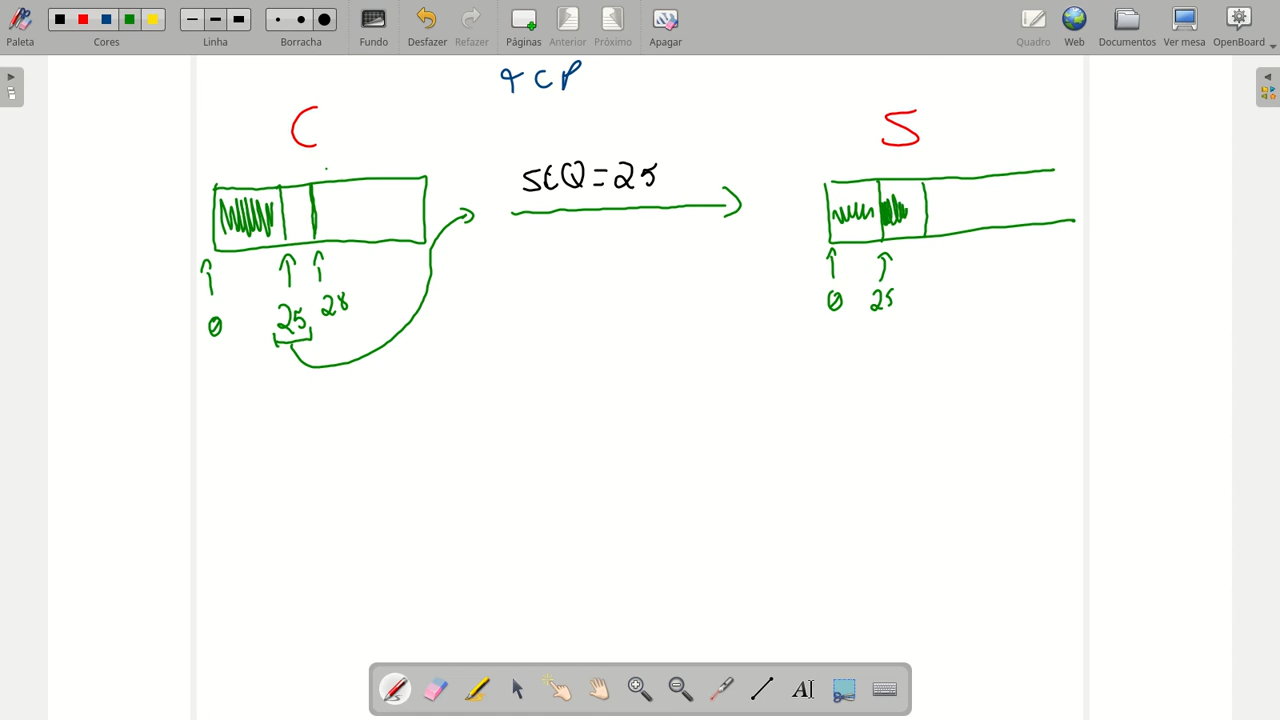 Paleta Cores Linha Borracha Fundo Desfazer Refazer Páginas Anterior Próximo Apagar Quadro Web Documentos Ver mesa OpenBoard
TCP
C S
SEQ=25
0 25 28
0 25
AI